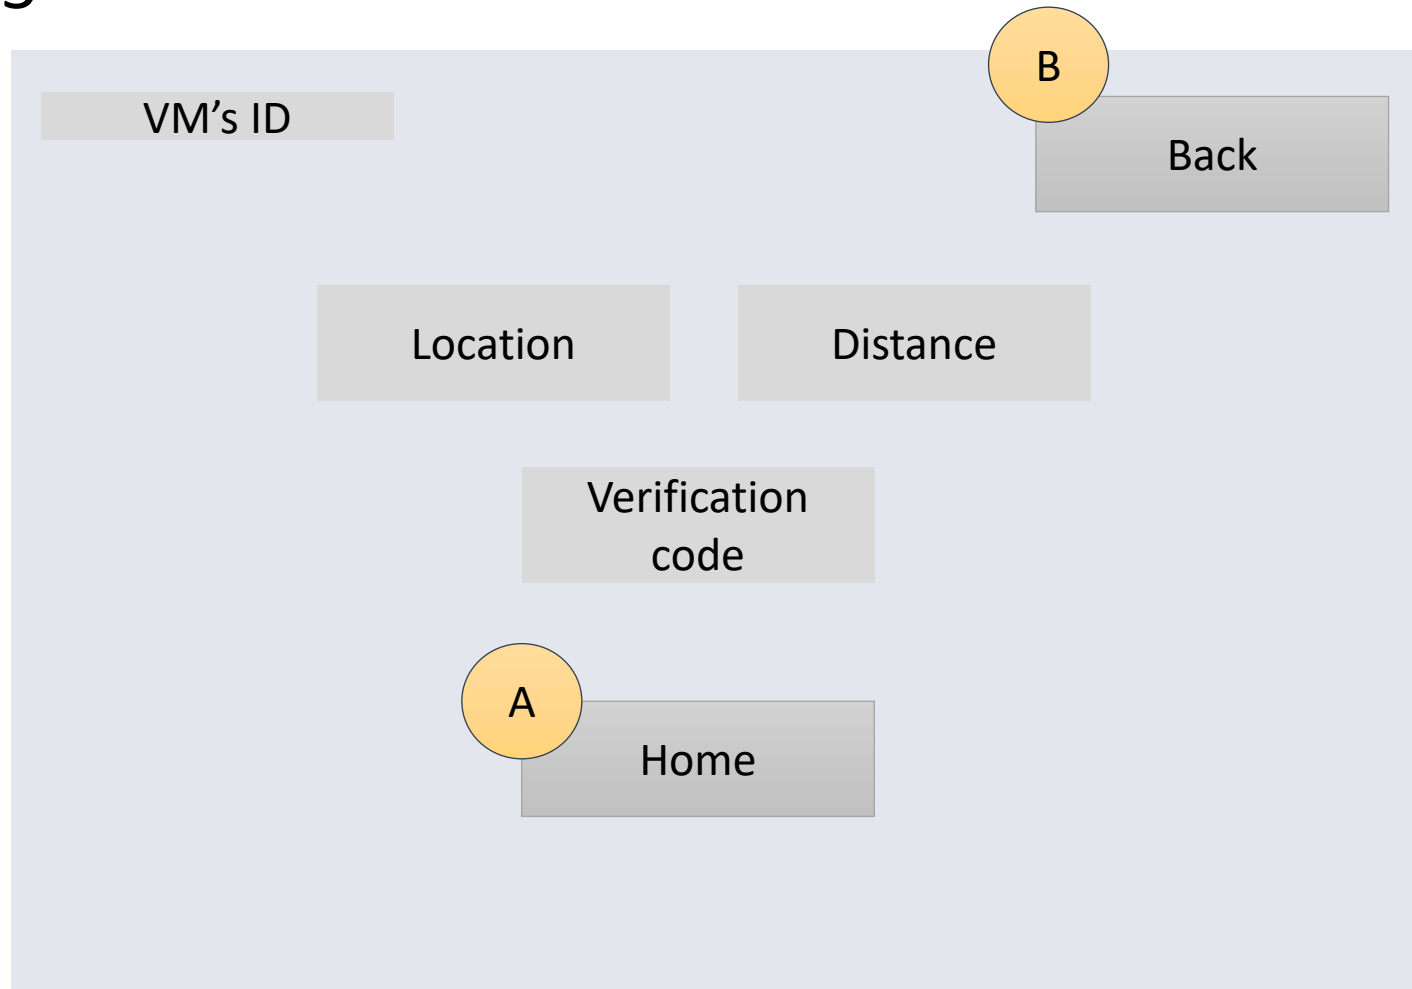 B
VM's ID
Back
Location
Distance
Verification
code
A
Home